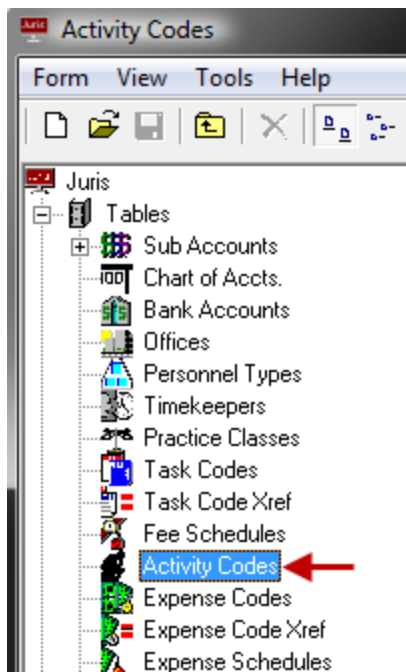 Activity Codes
Form View Tools Help
Juris
Tables
Sub Accounts
Chart of Accts.
Bank Accounts
Offices
Personnel Types
Timekeepers
Practice Classes
Task Codes
Task Code Xref
Fee Schedules
Activity Codes
Expense Codes
Expense Code Xref
Expense Schedules